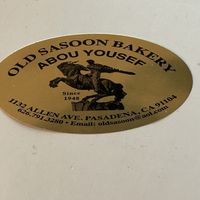 OLD SASOON BAKERY
ABOU YOUSEF
Since
1945
1132 ALLEN AVE, PASADENA, CA 91104
626-791-3280 • Email: oldsasoon@aol.com